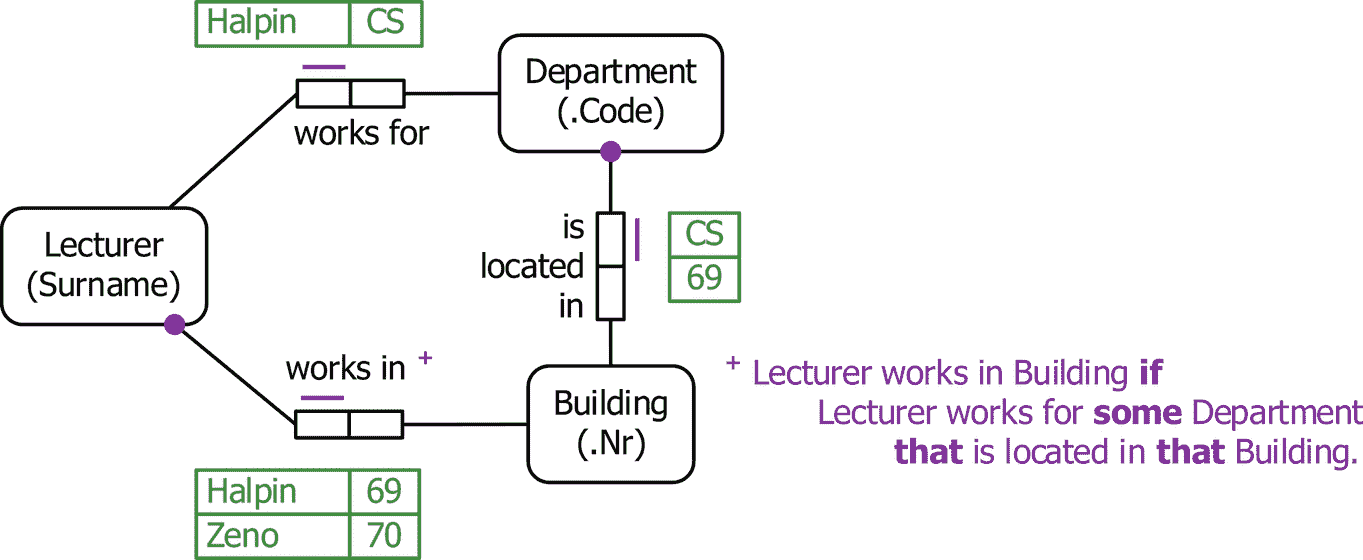 Halpin CS
Department
(.Code)
works for
Lecturer
(Surname)
is
located
in
CS
69
works in +
Building
(.Nr)
+ Lecturer works in Building if
Lecturer works for some Department
that is located in that Building.
Halpin 69
Zeno 70